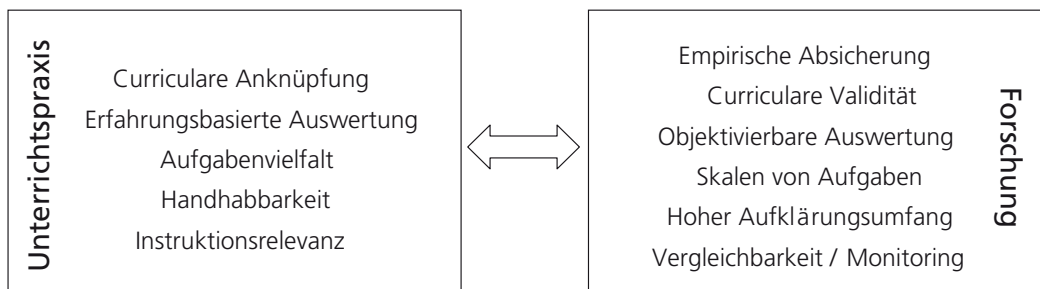 Unterrichtspraxis
Curriculare Anknüpfung
Erfahrungsbasierte Auswertung
Aufgabenvielfalt
Handhabbarkeit
Instruktionsrelevanz
Empirische Absicherung
Curriculare Validität
Objektivierbare Auswertung
Skalen von Aufgaben
Hoher Aufklärungsumfang
Vergleichbarkeit / Monitoring
Forschung